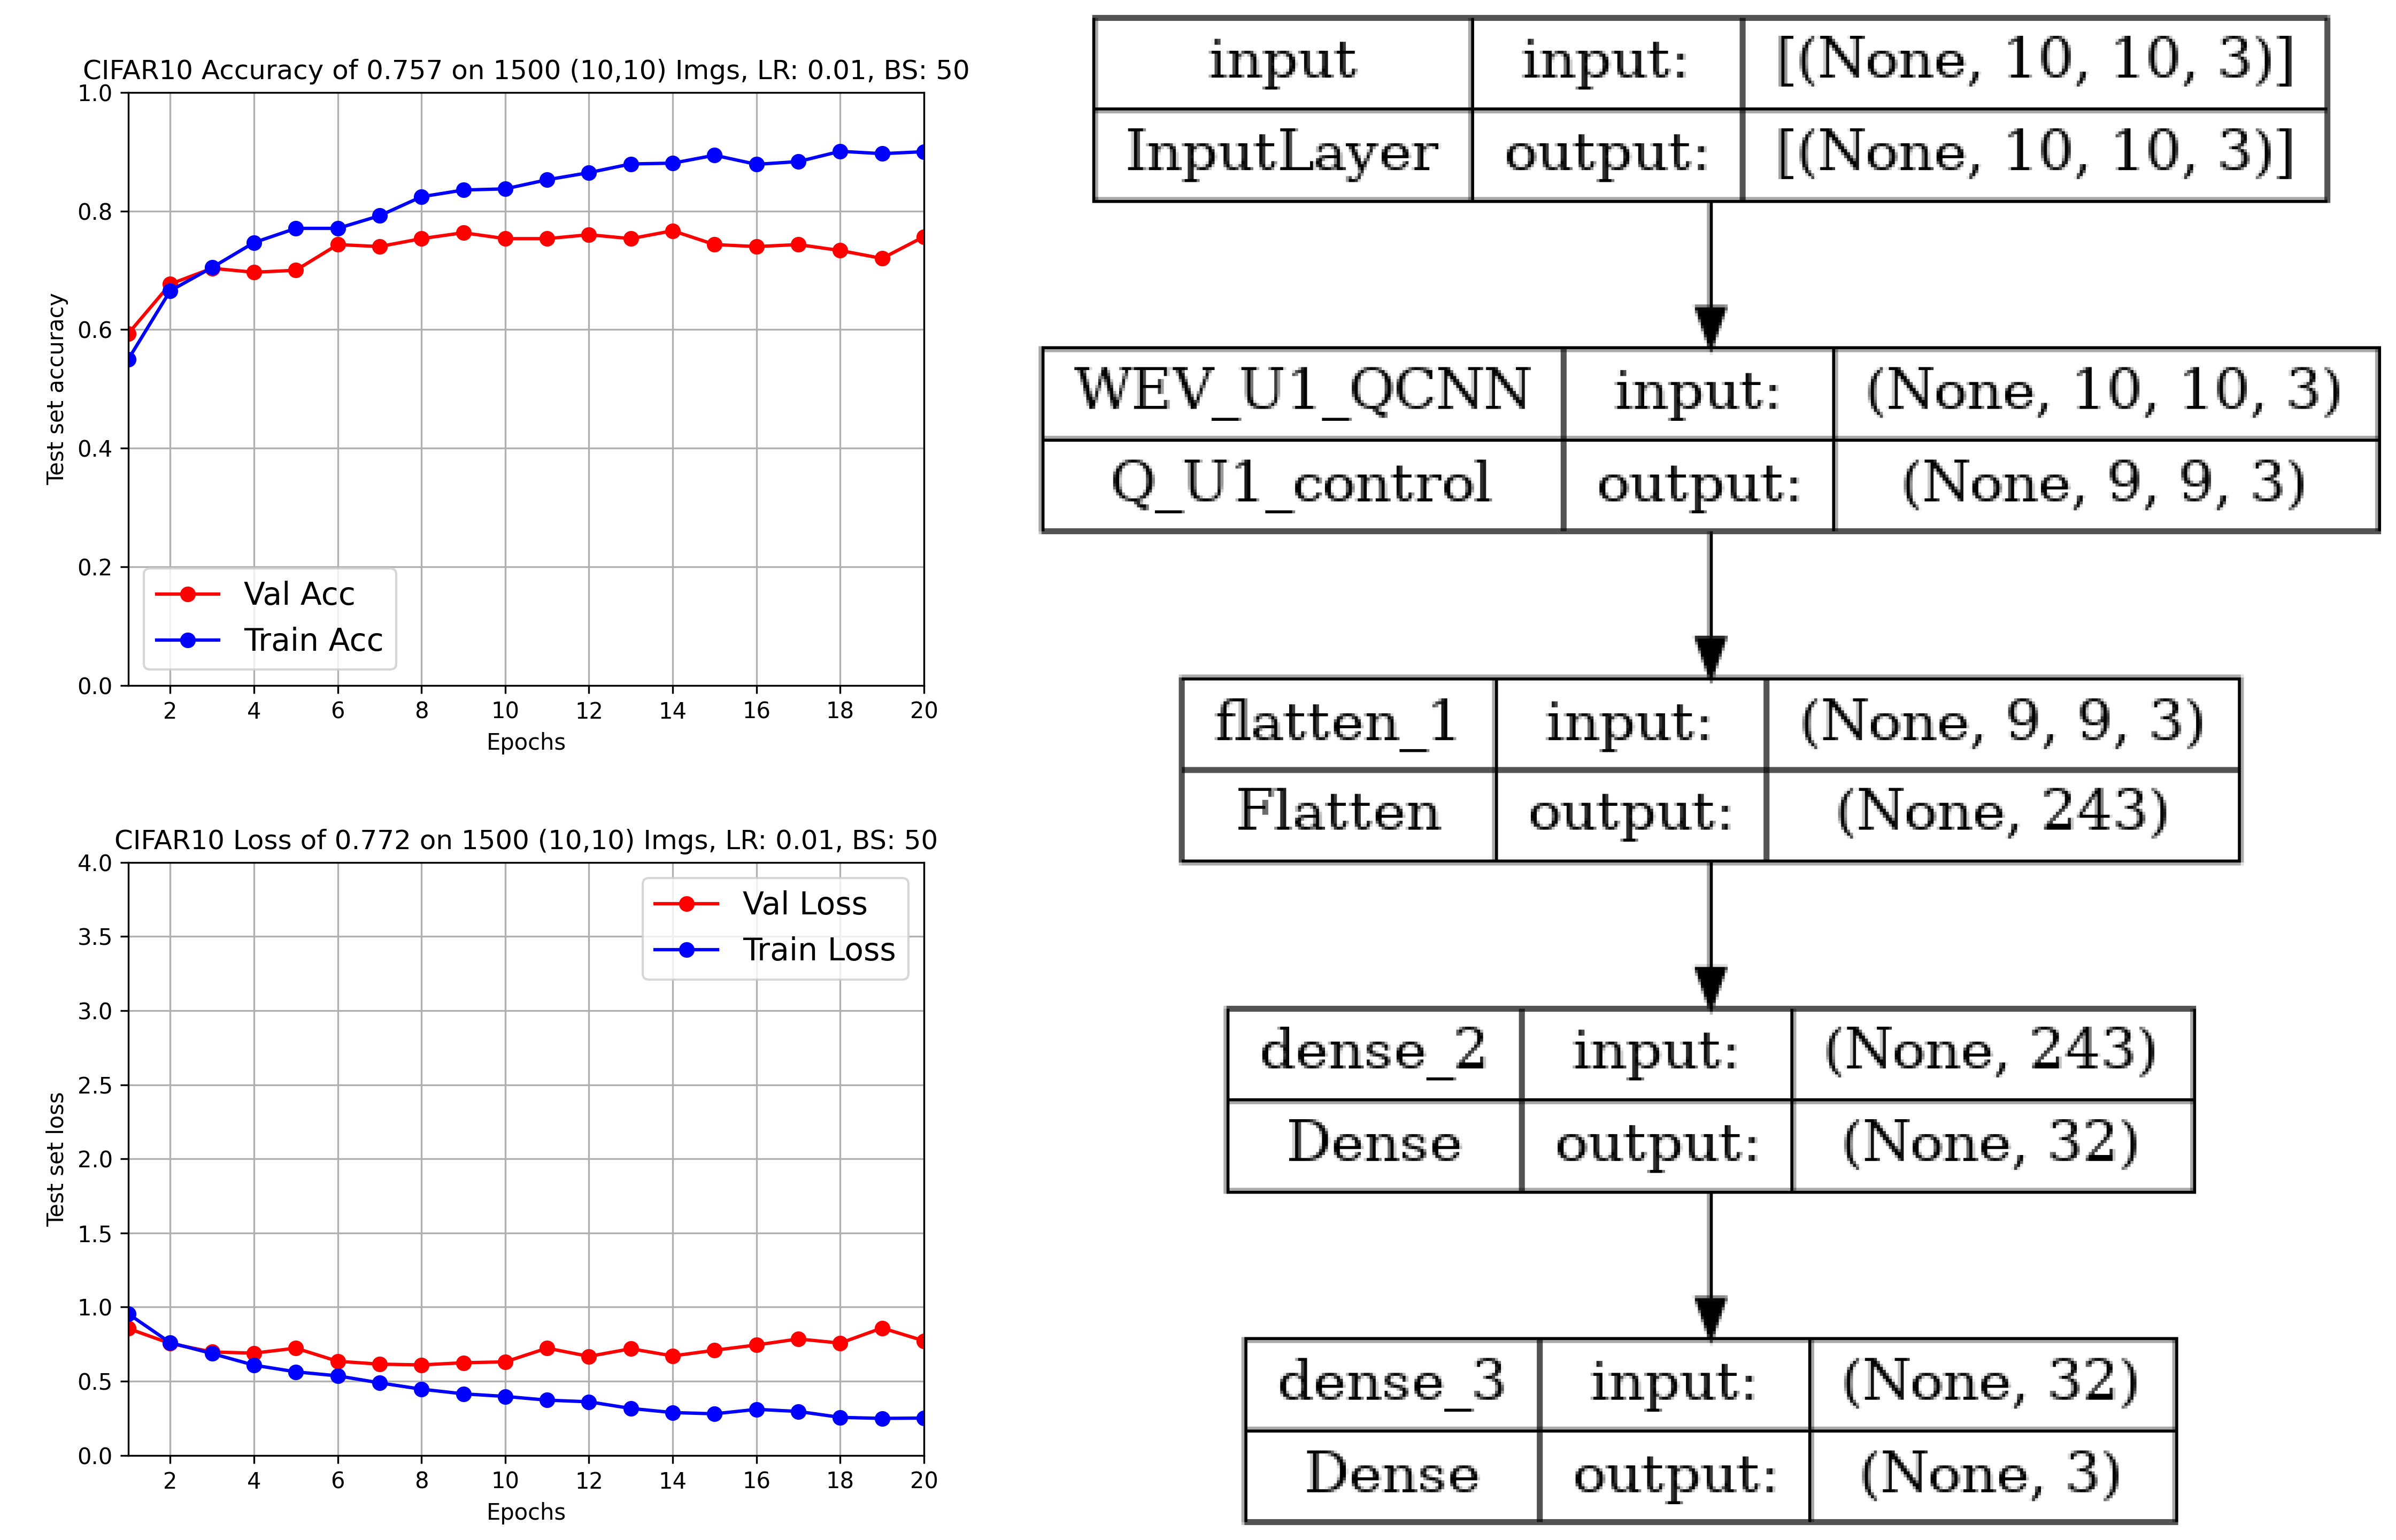 CIFAR10 Accuracy of 0.757 on 1500 (10,10) Imgs, LR: 0.01, BS: 50
1.0
0.8
0.6
0.4
0.2
0.0
Test set accuracy
Val Acc
Train Acc
2 4 6 8 10 12 14 16 18 20
Epochs
CIFAR10 Loss of 0.772 on 1500 (10,10) Imgs, LR: 0.01, BS: 50
4.0
3.5
3.0
2.5
2.0
1.5
1.0
0.5
0.0
Test set loss
Val Loss
Train Loss
2 4 6 8 10 12 14 16 18 20
Epochs
input input: [(None, 10, 10, 3)]
InputLayer output: [(None, 10, 10, 3)]
WEV_U1_QCNN input: (None, 10, 10, 3)
Q_U1_control output: (None, 9, 9, 3)
flatten_1 input: (None, 9, 9, 3)
Flatten output: (None, 243)
dense_2 input: (None, 243)
Dense output: (None, 32)
dense_3 input: (None, 32)
Dense output: (None, 3)